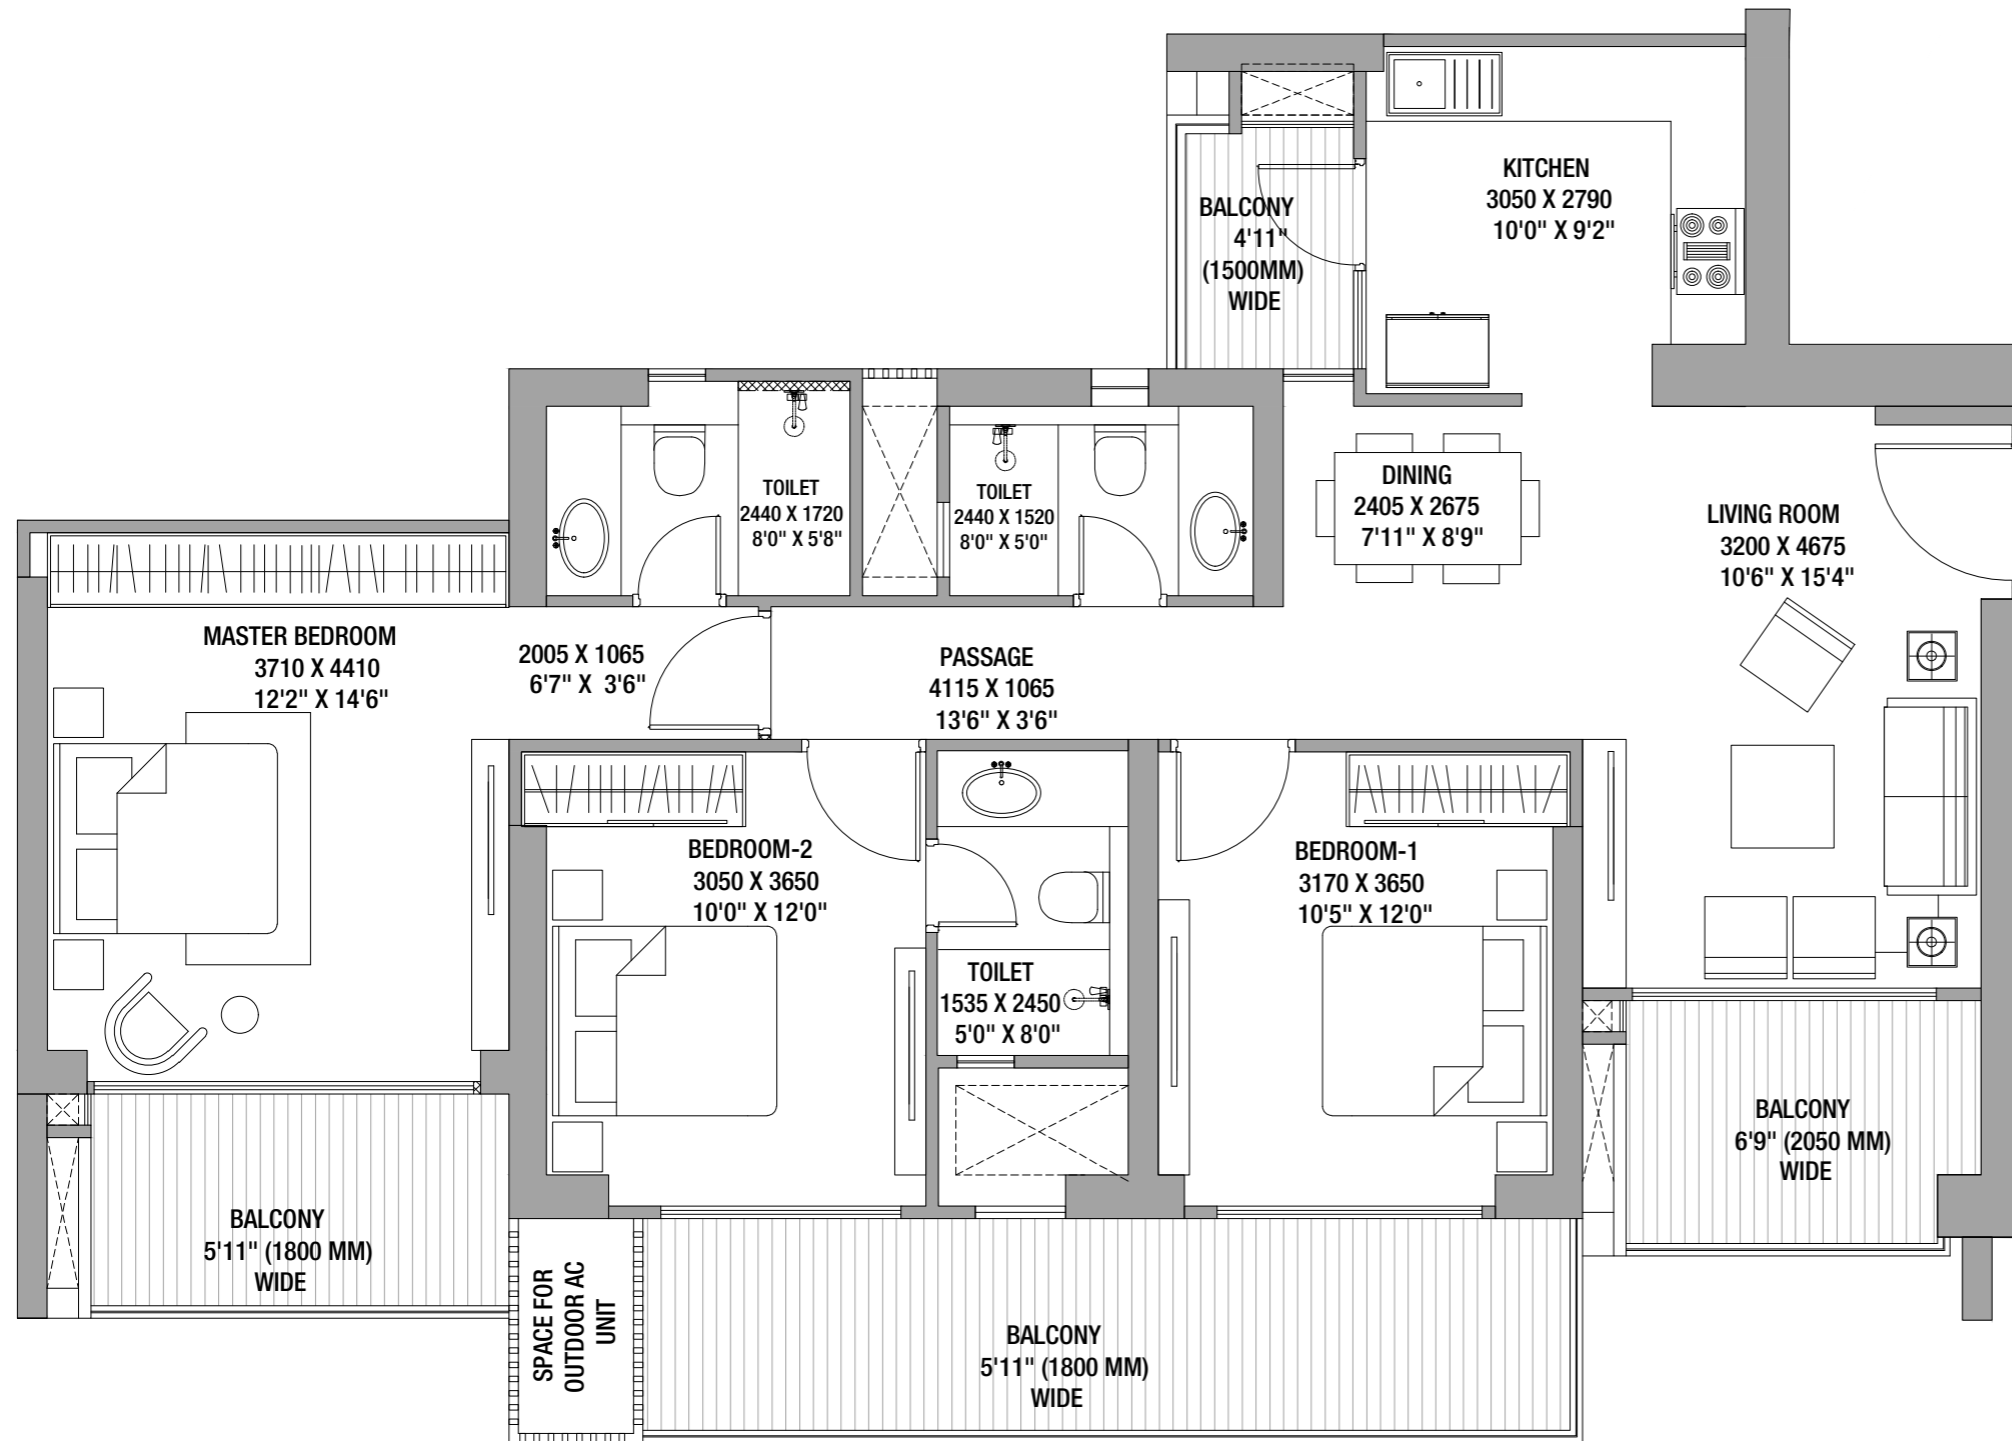 KITCHEN
3050 X 2790
10'0" X 9'2"
BALCONY
4'11"
(1500MM)
WIDE
TOILET
2440 X 1720
8'0" X 5'8"
TOILET
2440 X 1520
8'0" X 5'0"
DINING
2405 X 2675
7'11" X 8'9"
LIVING ROOM
3200 X 4675
10'6" X 15'4"
MASTER BEDROOM
3710 X 4410
12'2" X 14'6"
2005 X 1065
6'7" X 3'6"
PASSAGE
4115 X 1065
13'6" X 3'6"
BEDROOM-2
3050 X 3650
10'0" X 12'0"
BEDROOM-1
3170 X 3650
10'5" X 12'0"
TOILET
1535 X 2450
5'0" X 8'0"
BALCONY
6'9" (2050 MM)
WIDE
BALCONY
5'11" (1800 MM)
WIDE
SPACE FOR
OUTDOOR AC
UNIT
BALCONY
5'11" (1800 MM)
WIDE